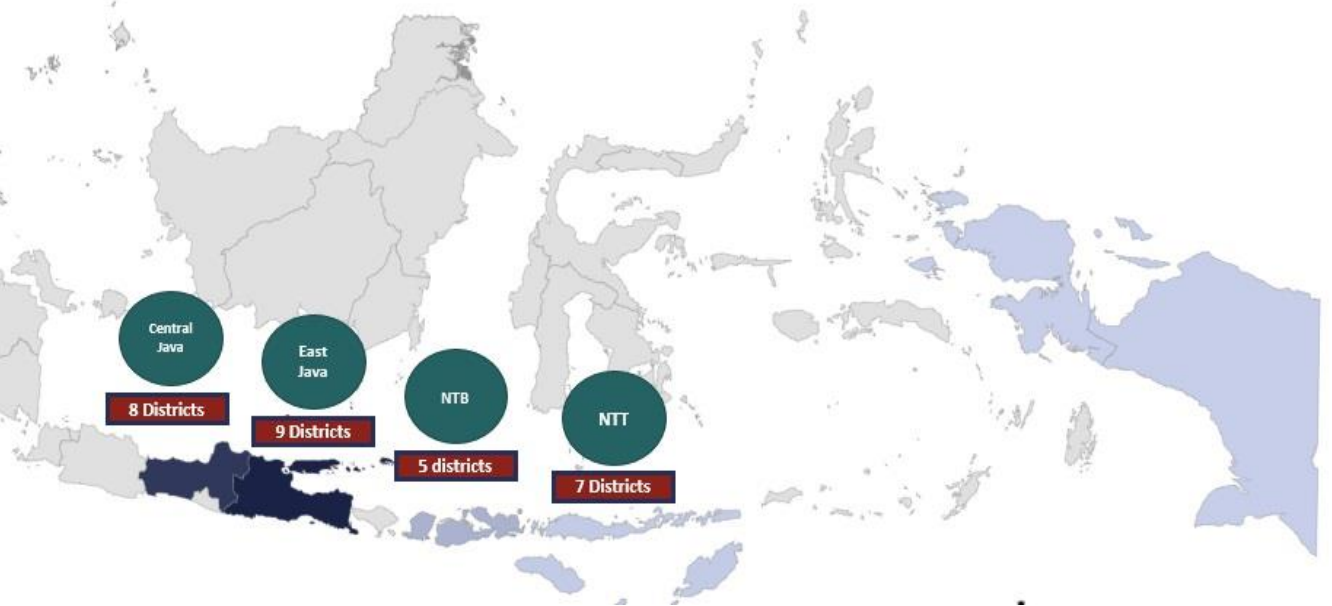 Central
Java
8 Districts
East
Java
9 Districts
NTB
5 districts
NTT
7 Districts